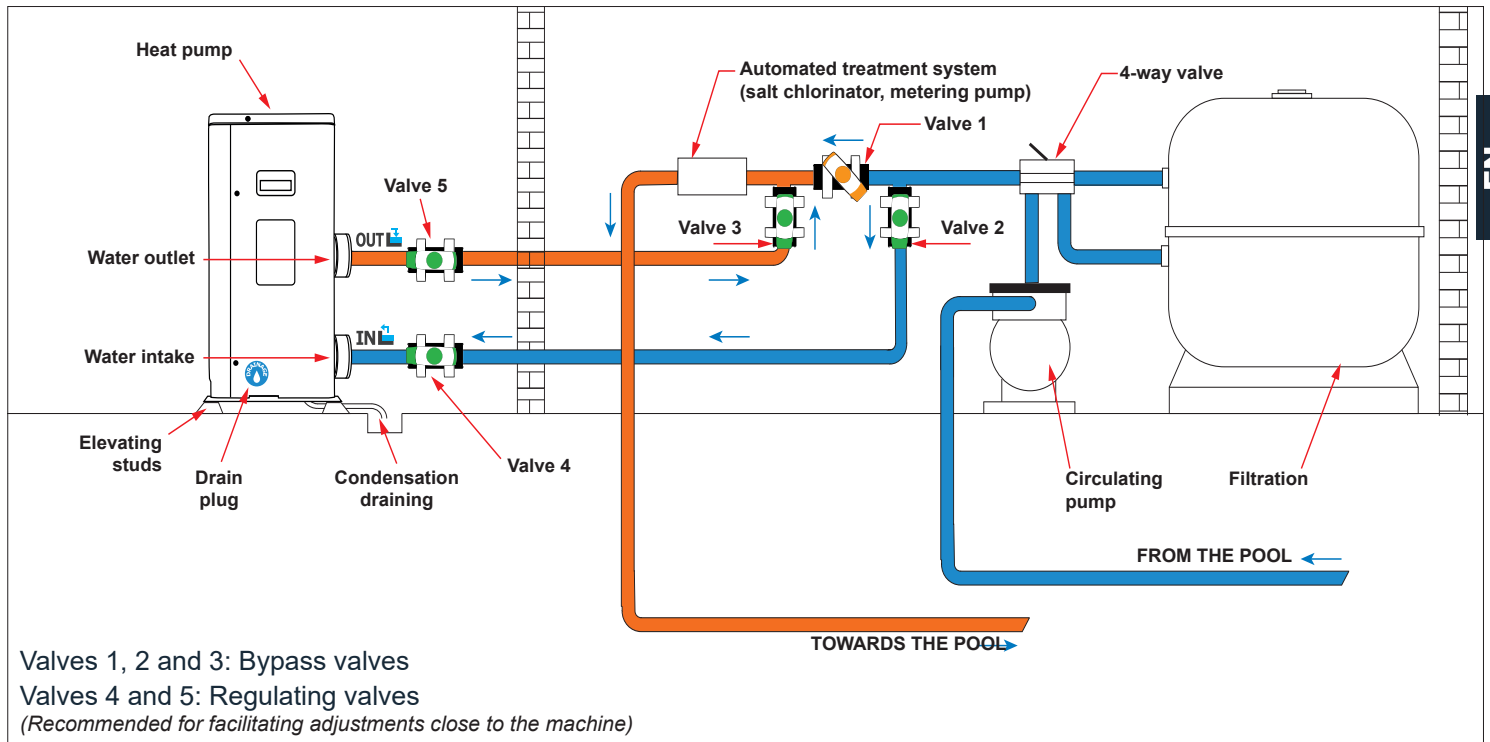 Heat pump
Automated treatment system
(salt chlorinator, metering pump)
4-way valve
Valve 1
Valve 5
Valve 3
Valve 2
OUT
Water outlet
IN
Water intake
DRAINAGE
Elevating
studs
Drain
plug
Condensation
draining
Valve 4
Circulating
pump
Filtration
FROM THE POOL
TOWARDS THE POOL
Valves 1, 2 and 3: Bypass valves
Valves 4 and 5: Regulating valves
(Recommended for facilitating adjustments close to the machine)